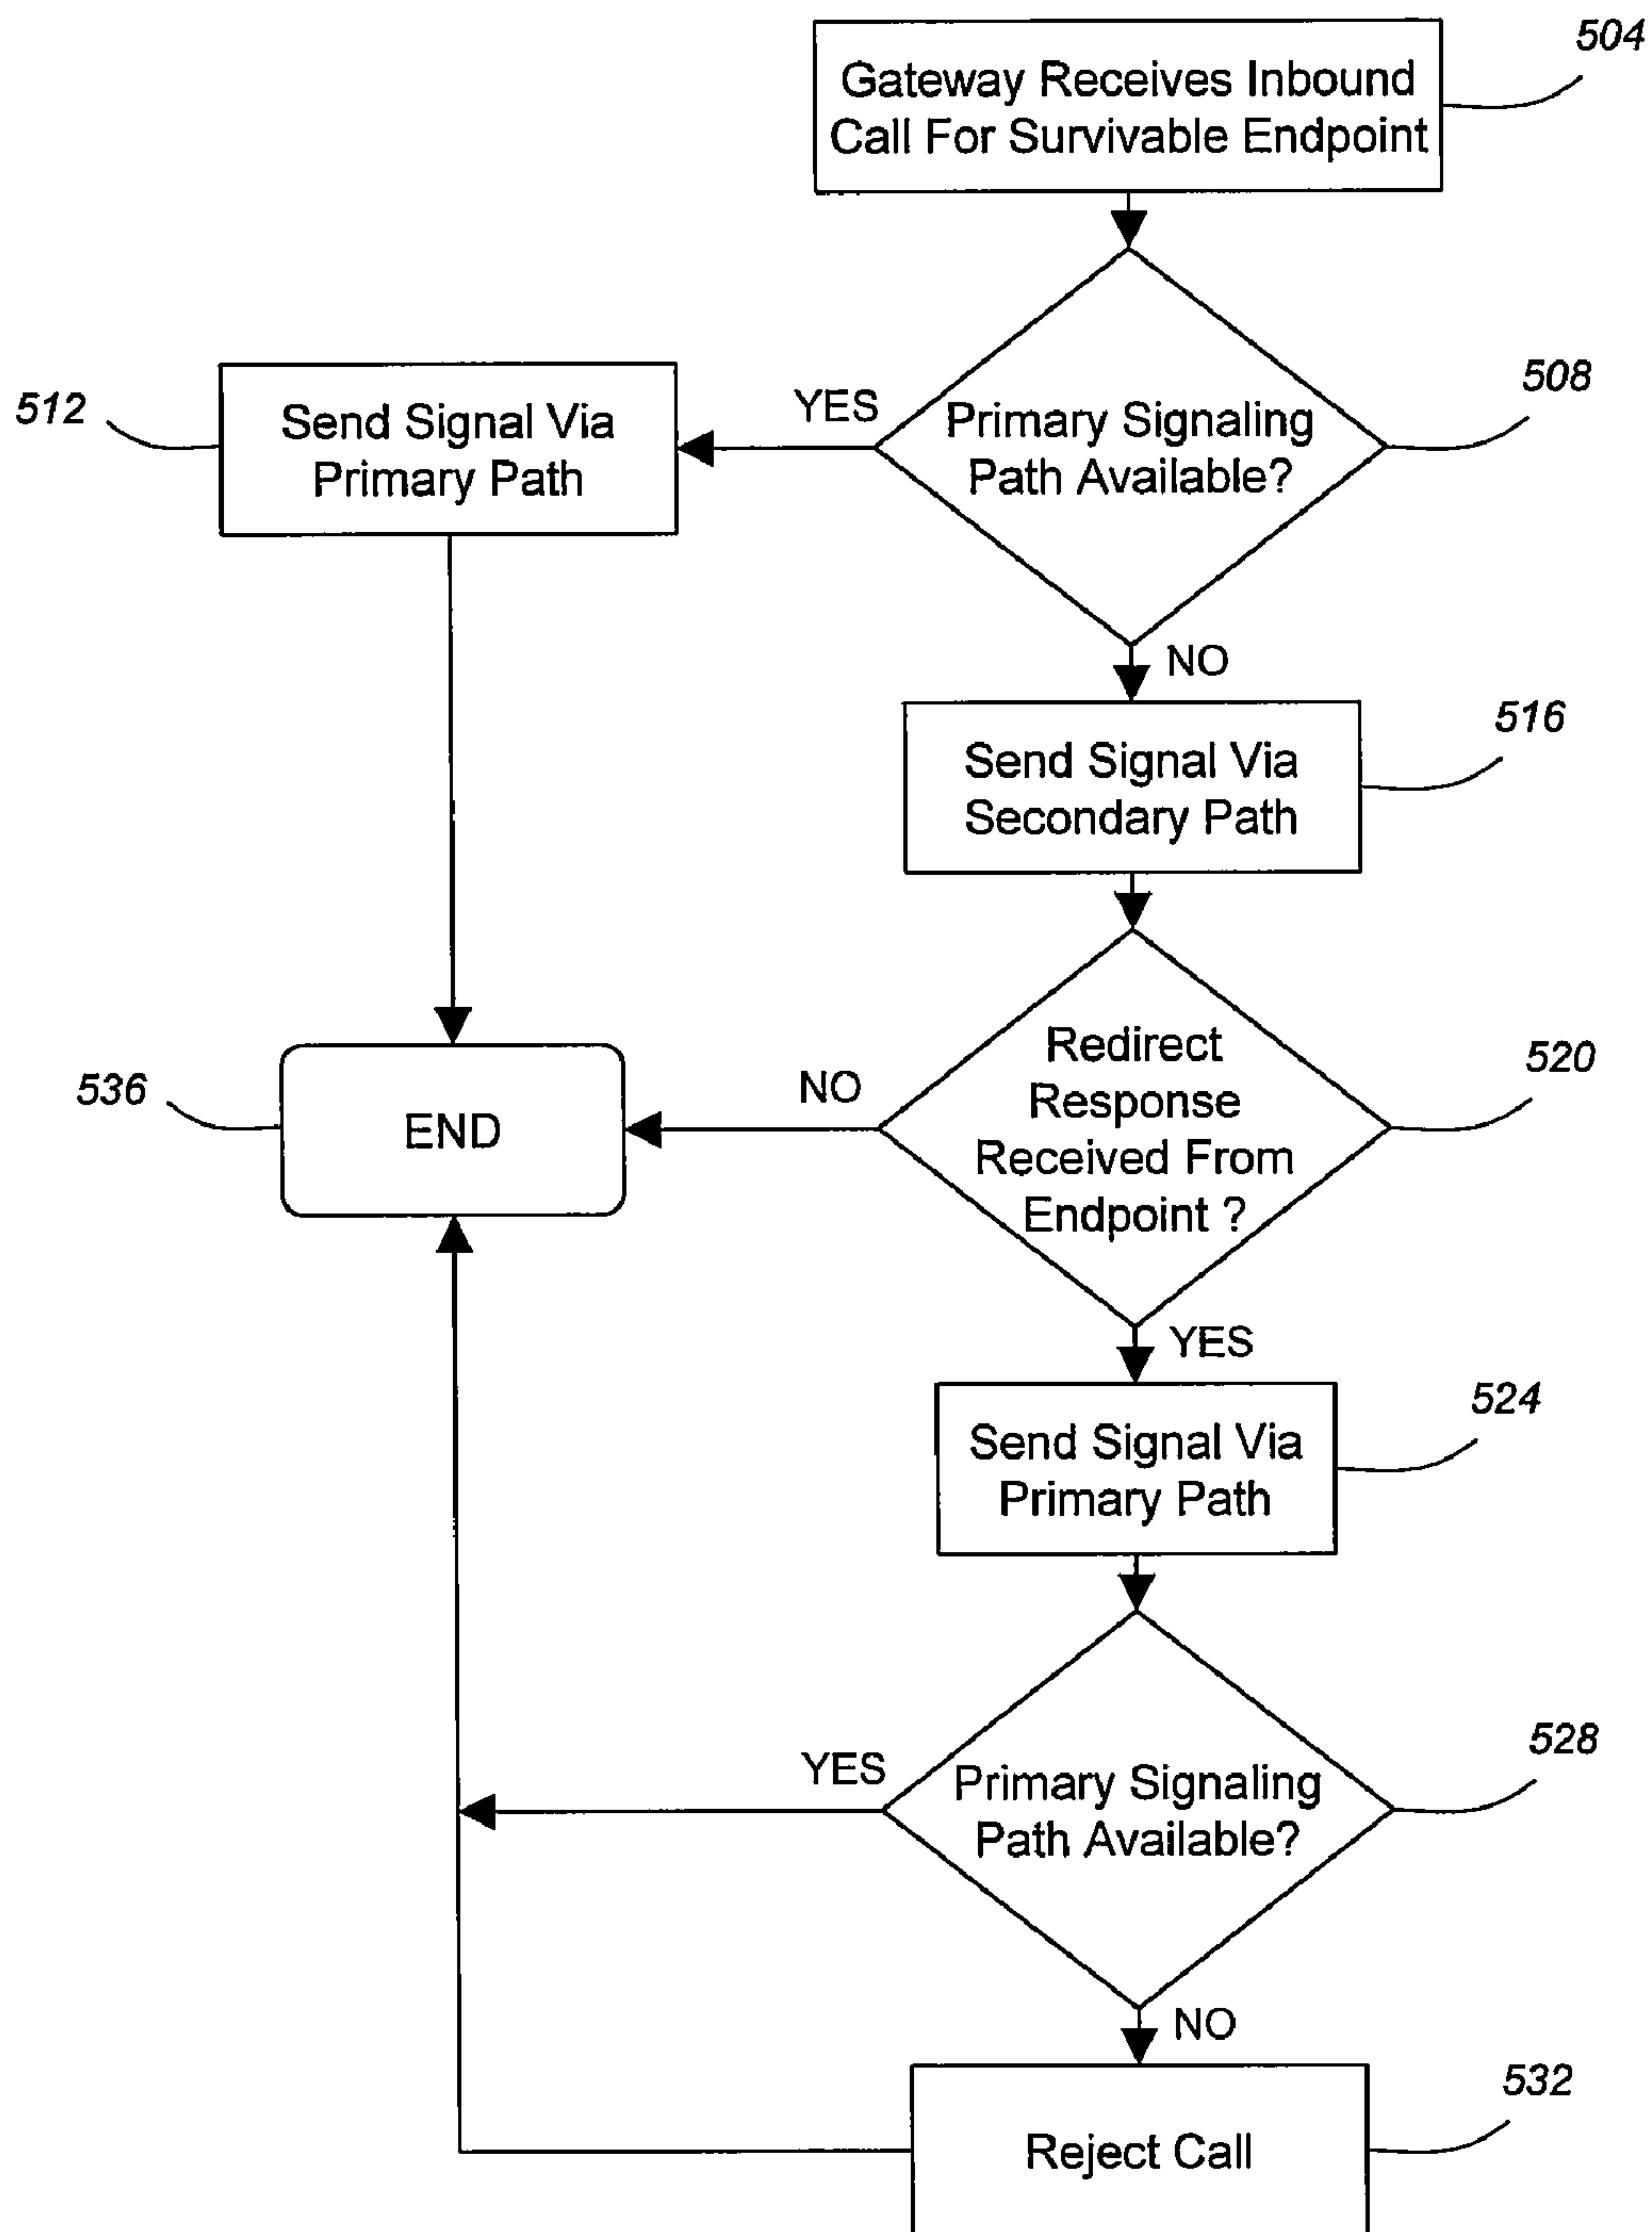 504
Gateway Receives Inbound
Call For Survivable Endpoint
508
512
Send Signal Via
Primary Path
YES
Primary Signaling
Path Available?
NO
516
Send Signal Via
Secondary Path
536
END
NO
Redirect
Response
Received From
Endpoint ?
520
YES
524
Send Signal Via
Primary Path
528
YES
Primary Signaling
Path Available?
NO
532
Reject Call